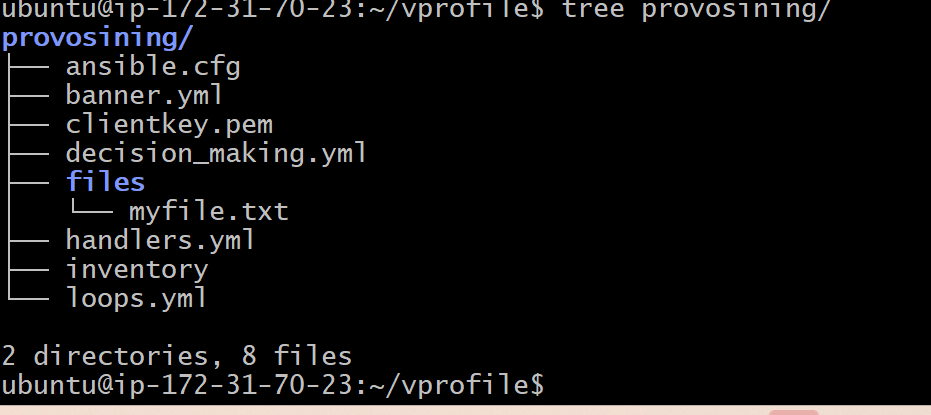 ubuntu@ip-172-31-70-23:~/vprofile$ tree provosining/
provosining/
├── ansible.cfg
├── banner.yml
├── clientkey.pem
├── decision_making.yml
├── files
│   └── myfile.txt
├── handlers.yml
├── inventory
└── loops.yml
2 directories, 8 files
ubuntu@ip-172-31-70-23:~/vprofile$